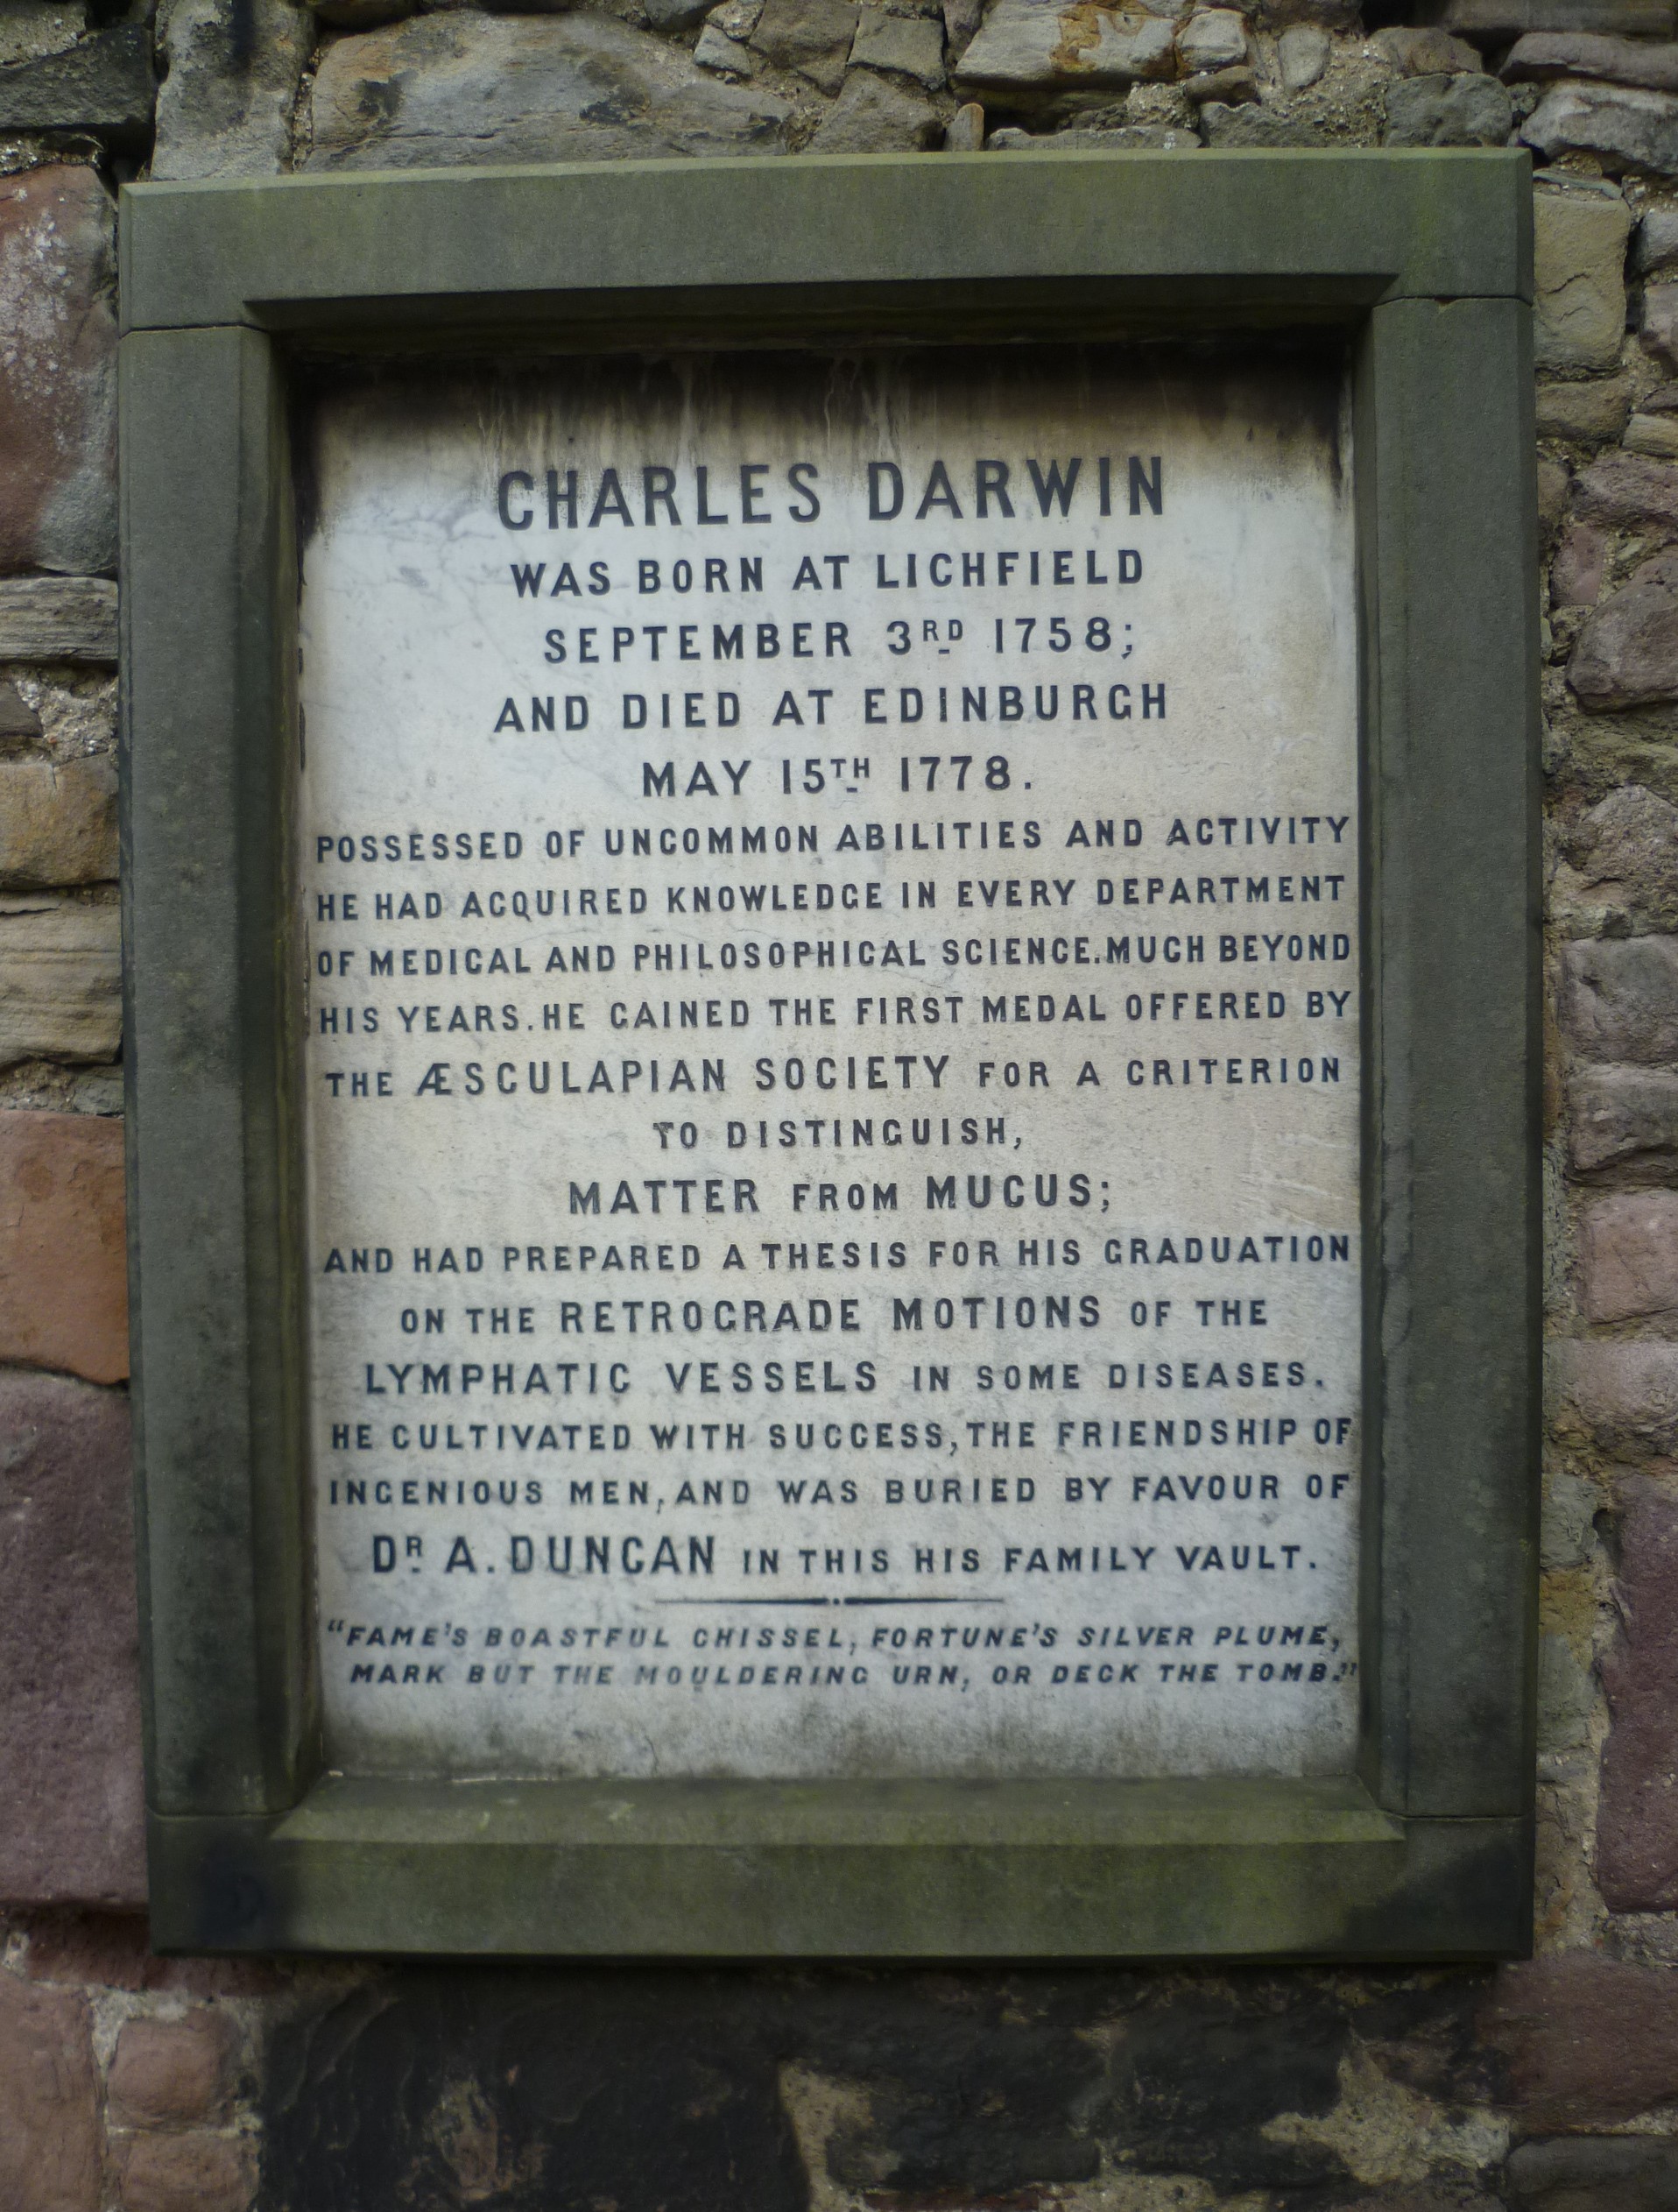 CHARLES DARWIN
WAS BORN AT LICHFIELD
SEPTEMBER 3RD 1758;
AND DIED AT EDINBURGH
MAY 15TH 1778.
POSSESSED OF UNCOMMON ABILITIES AND ACTIVITY
HE HAD ACQUIRED KNOWLEDGE IN EVERY DEPARTMENT
OF MEDICAL AND PHILOSOPHICAL SCIENCE. MUCH BEYOND
HIS YEARS. HE GAINED THE FIRST MEDAL OFFERED BY
THE ÆSCULAPIAN SOCIETY FOR A CRITERION
TO DISTINGUISH,
MATTER FROM MUCUS;
AND HAD PREPARED A THESIS FOR HIS GRADUATION
ON THE RETROGRADE MOTIONS OF THE
LYMPHATIC VESSELS IN SOME DISEASES.
HE CULTIVATED WITH SUCCESS, THE FRIENDSHIP OF
INGENIOUS MEN, AND WAS BURIED BY FAVOUR OF
DR. A. DUNCAN IN THIS HIS FAMILY VAULT.
"FAME'S BOASTFUL CHISSEL, FORTUNE'S SILVER PLUME,
MARK BUT THE MOULDERING URN, OR DECK THE TOMB."